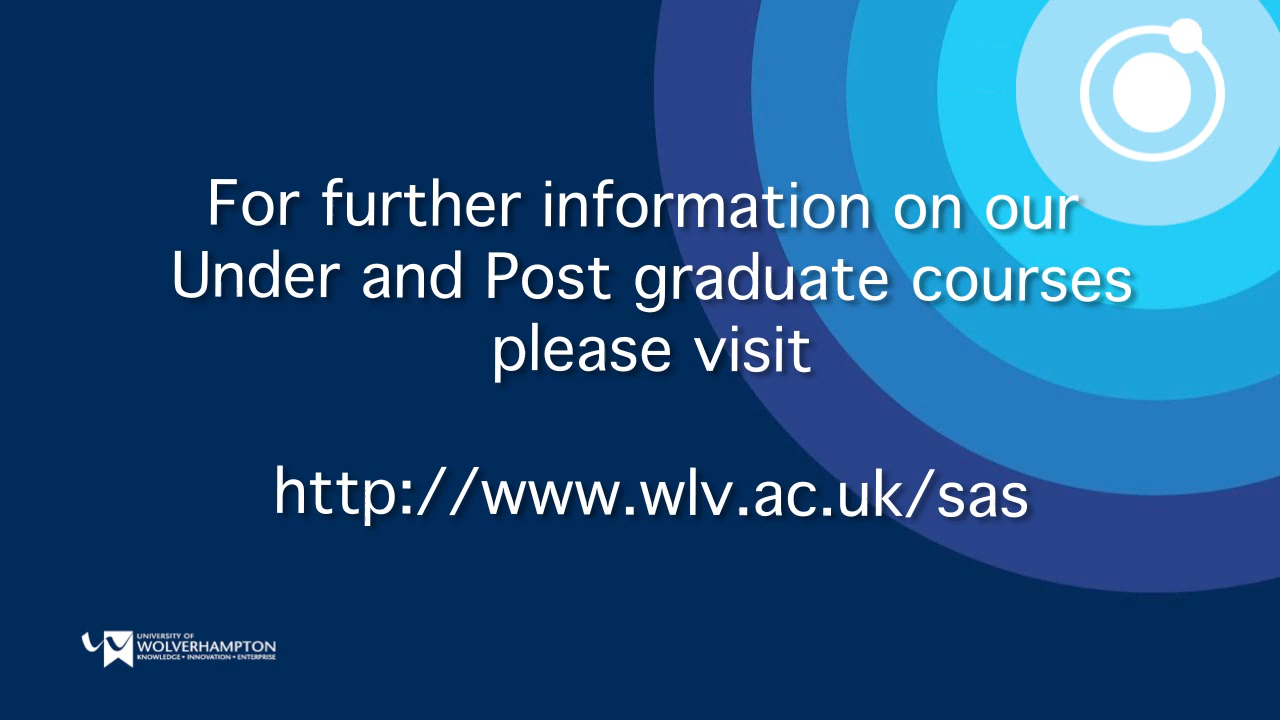 For further information on our
Under and Post graduate courses
please visit
http://www.wlv.ac.uk/sas
UNIVERSITY OF
WOLVERHAMPTON
KNOWLEDGE • INNOVATION • ENTERPRISE